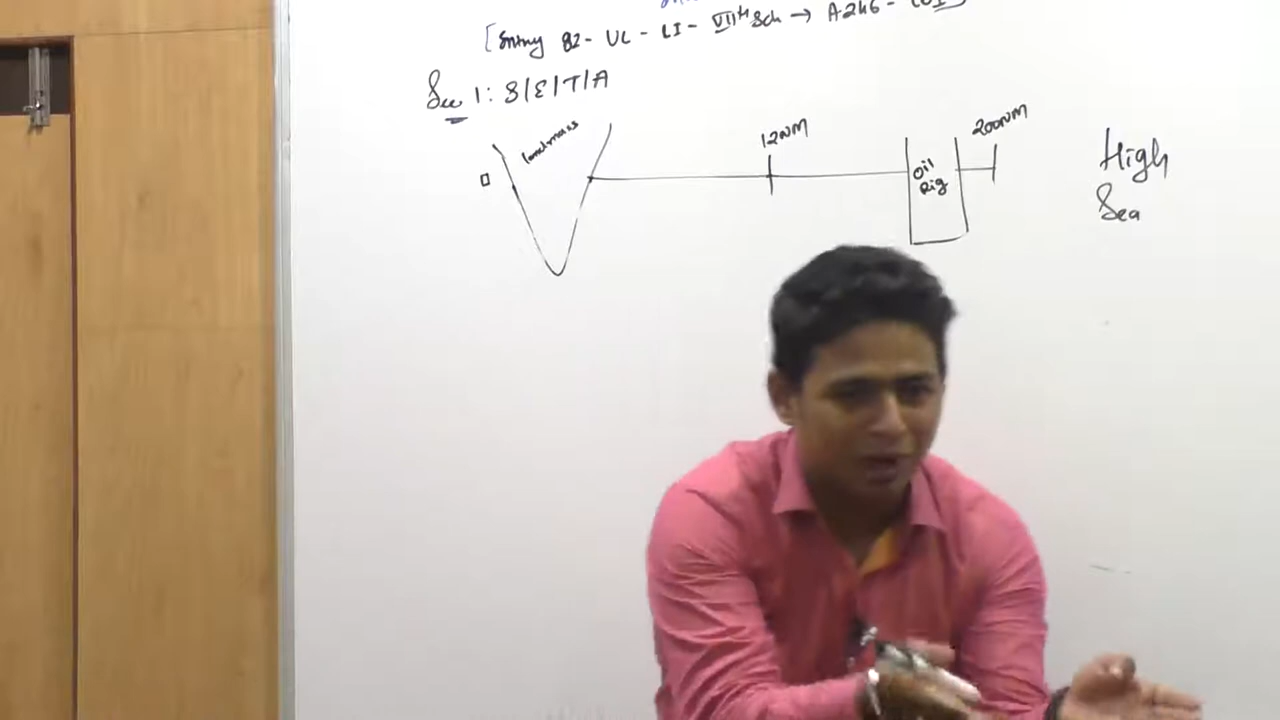 [Entry 82- UL - LI - VIIth Sch → A246 - COI]
Sec 1: S/E/T/A
landmass
12NM
200NM
Oil
Rig
High
Sea